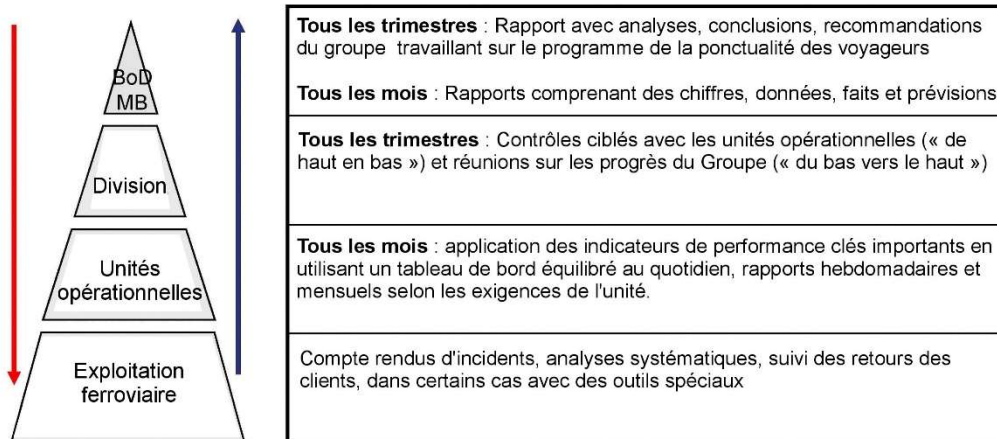 BoD
MB
Division
Unités
opérationnelles
Exploitation
ferroviaire
Tous les trimestres : Rapport avec analyses, conclusions, recommandations
du groupe travaillant sur le programme de la ponctualité des voyageurs
Tous les mois : Rapports comprenant des chiffres, données, faits et prévisions
Tous les trimestres : Contrôles ciblés avec les unités opérationnelles (« de
haut en bas ») et réunions sur les progrès du Groupe (« du bas vers le haut »)
Tous les mois : application des indicateurs de performance clés importants en
utilisant un tableau de bord équilibré au quotidien, rapports hebdomadaires et
mensuels selon les exigences de l'unité.
Compte rendus d'incidents, analyses systématiques, suivi des retours des
clients, dans certains cas avec des outils spéciaux